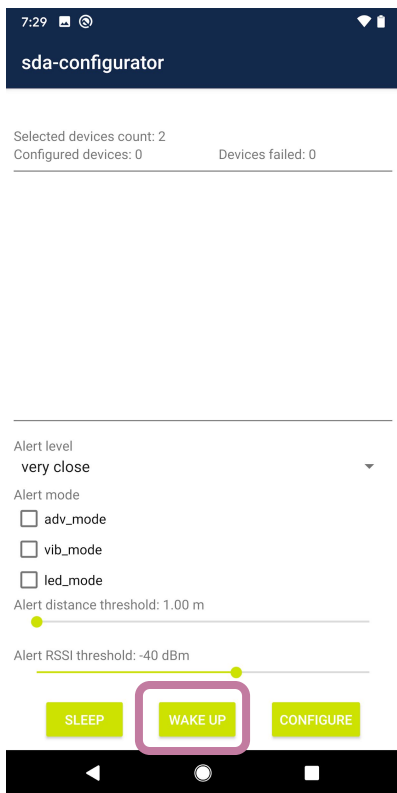 7:29
sda-configurator
Selected devices count: 2
Configured devices: 0 Devices failed: 0
Alert level
very close
Alert mode
adv_mode
vib_mode
led_mode
Alert distance threshold: 1.00 m
Alert RSSI threshold: -40 dBm
SLEEP WAKE UP CONFIGURE